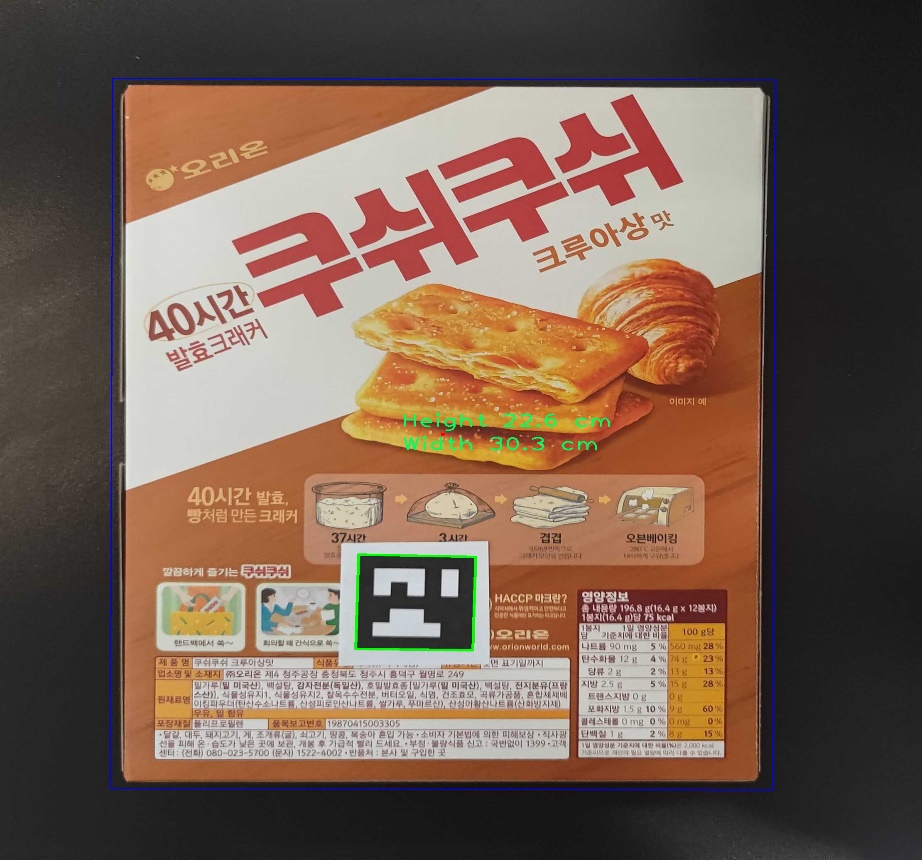 오리온
쿠쉬쿠쉬
크루아상 맛
40시간
발효크래커
이미지 예
Height 22.6 cm
Width 30.3 cm
40시간 발효,
빵처럼 만든 크래커
37시간
3시간
겹겹
오븐베이킹
깔끔하게 즐기는 쿠쉬쿠쉬
핸드백에서 쏙~
회의할 때 간식으로 쏙~
HACCP 마크란?
오리온
w.orionworld.com
제 품 명 쿠쉬쿠쉬 크루아상맛
면 표기일까지
업소명 및 소재지 ㈜오리온 제4 청주공장 충청북도 청주시 흥덕구 월명로 249
원재료명 밀가루(밀 미국산), 백설탕, 감자전분(독일산), 호밀발효종[밀가루(밀 미국산), 백설탕, 전지분유(프랑
스산)], 식물성유지1, 식물성유지2, 찰옥수수전분, 버터오일, 식염, 건조효모, 곡류가공품, 혼합제제베
이킹파우더(탄산수소나트륨, 산성피로인산나트륨, 쌀가루, 푸마르산), 산성아황산나트륨(산화방지제)
우유, 밀 함유
포장재질 폴리프로필렌
품목보고번호 19870415003305
•달걀, 대두, 돼지고기, 게, 조개류(굴), 쇠고기, 땅콩, 복숭아 혼입 가능 •소비자 기본법에 의한 피해보상 •직사광
선을 피해 온·습도가 낮은 곳에 보관, 개봉 후 가급적 빨리 드세요. •부정·불량식품 신고 : 국번없이 1399 •고객
센터 : (전화) 080-023-5700 (문자) 1522-4002 •반품처 : 본사 및 구입한 곳
영양정보
총 내용량 196.8 g(16.4 g x 12봉지)
1봉지(16.4 g)당 75 kcal
1봉지당 1일 영양성분 기준치에 대한 비율 100 g당
나트륨 90 mg 5 % 560 mg 28 %
탄수화물 12 g 4 % 74 g 23 %
당류 2 g 2 % 13 g 13 %
지방 2.5 g 5 % 15 g 28 %
트랜스지방 0 g
포화지방 1.5 g 10 % 9 g 60 %
콜레스테롤 0 mg 0 % 0 mg 0 %
단백질 1 g 2 % 8 g 15 %
1일 영양성분 기준치에 대한 비율(%)은 2,000 kcal
기준이므로 개인의 필요 열량에 따라 다를 수 있습니다.